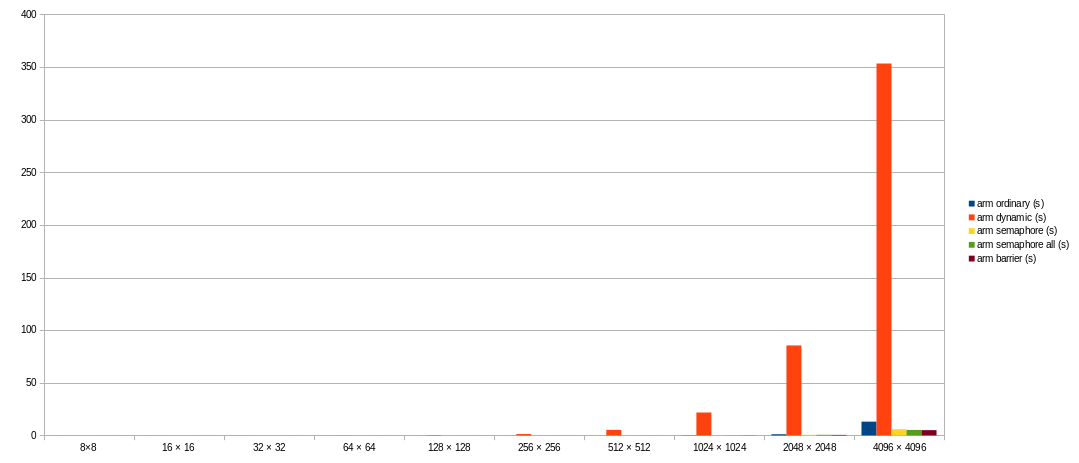 400
350
300
250
200
150
100
50
0
8×8
16 × 16
32 × 32
64 × 64
128 × 128
256 × 256
512 × 512
1024 × 1024
2048 × 2048
4096 × 4096
arm ordinary (s)
arm dynamic (s)
arm semaphore (s)
arm semaphore all (s)
arm barrier (s)